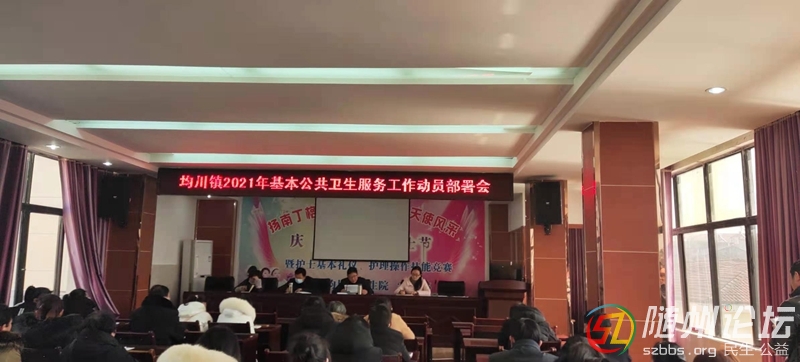 均川镇2021年基本公共卫生服务工作动员部署会
扬南丁格
天使风采
庆
士节
暨护士基本礼仪 护理操作技能竞赛
生院
随州论坛
szbbs.org 民生·公益